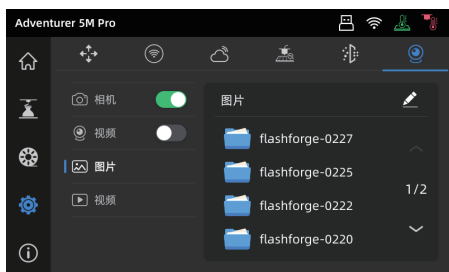 Adventurer 5M Pro
相机
视频
图片
视频
图片
flashforge-0227
flashforge-0225
flashforge-0222
flashforge-0220
1/2